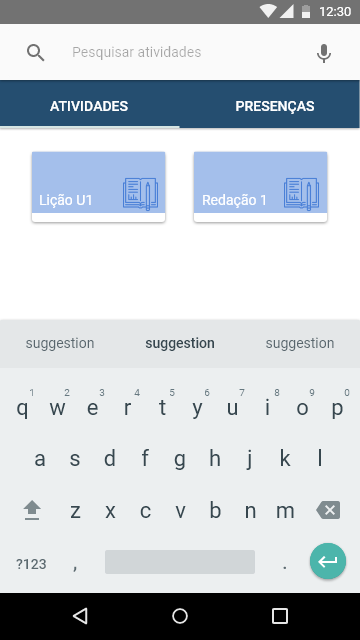 12:30
Pesquisar atividades
ATIVIDADES PRESENÇAS
Lição U1 Redação 1
suggestion suggestion suggestion
1 2 3 4 5 6 7 8 9 0
q w e r t y u i o p
a s d f g h j k l
z x c v b n m
?123 , .